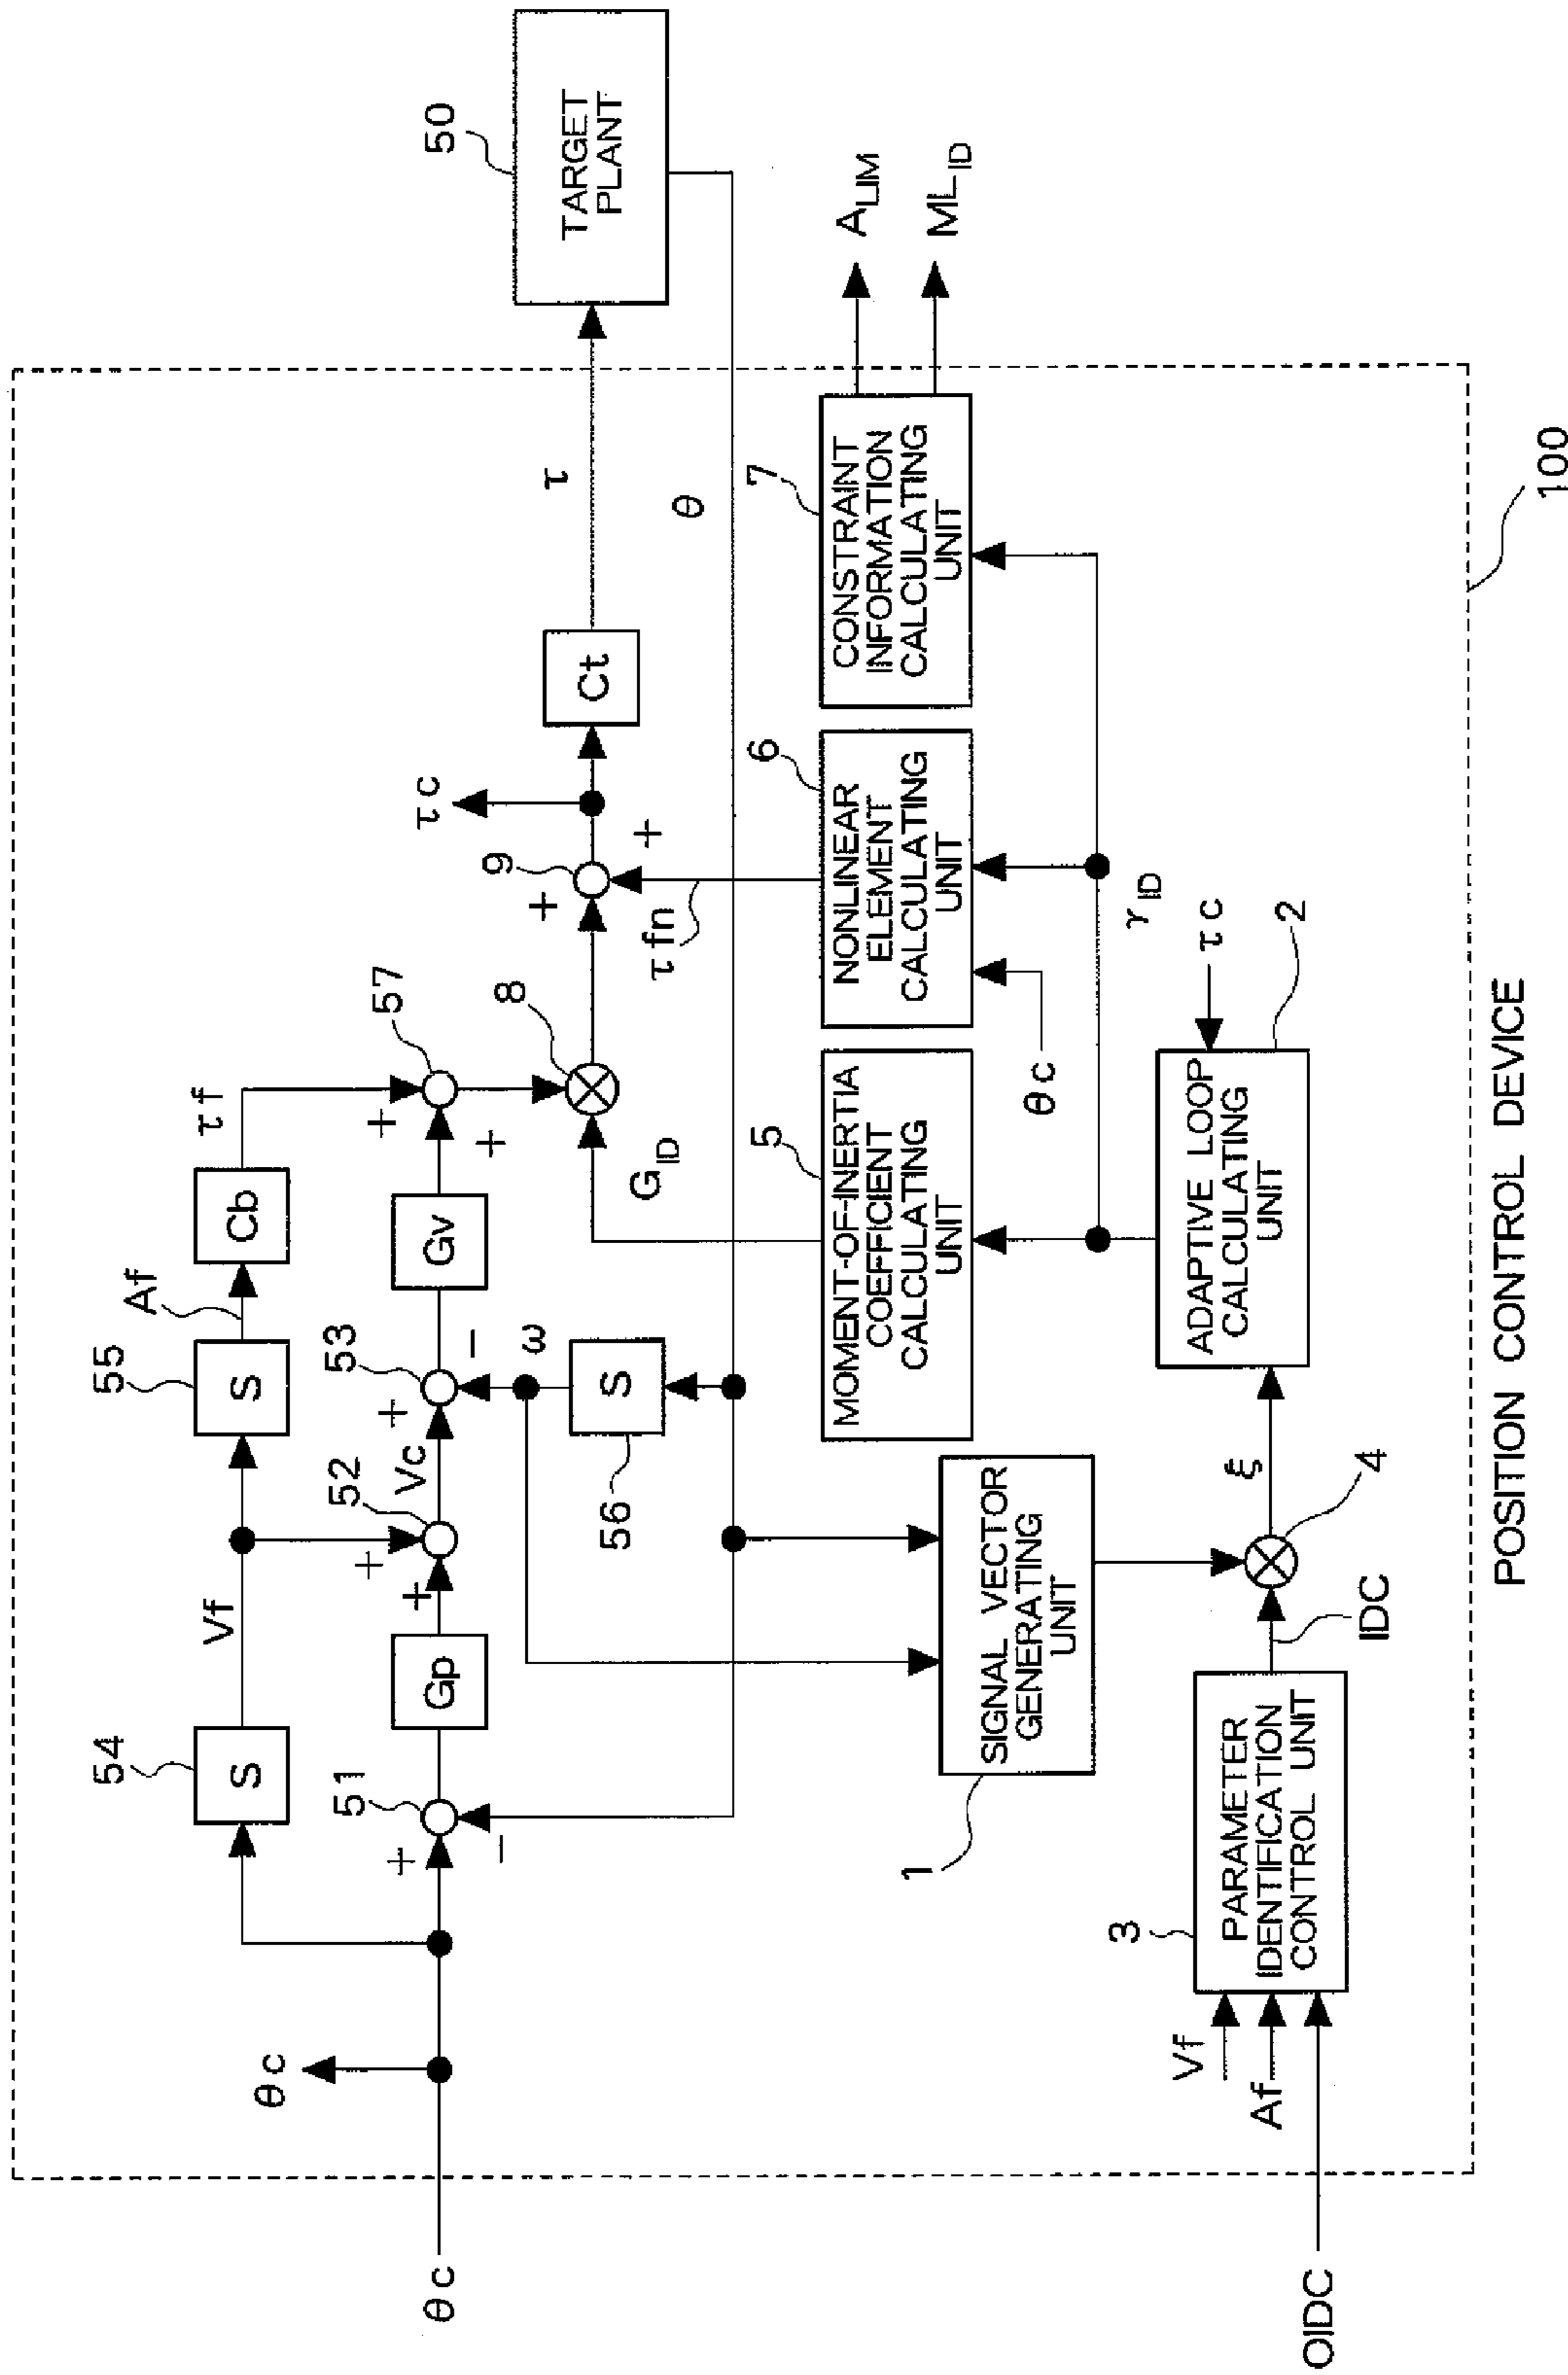 54
S
Vf
55
S
Af
Cb
τf
θc
θc
51
+
−
Gp
+
+
52
Vc
+
53
−
ω
Gv
+
+
57
8
S
56
G_ID
9
+
+
τfn
τc
Ct
τ
θ
50
TARGET
PLANT
1
SIGNAL VECTOR
GENERATING
UNIT
5
MOMENT-OF-INERTIA
COEFFICIENT
CALCULATING
UNIT
6
NONLINEAR
ELEMENT
CALCULATING
UNIT
θc
7
CONSTRAINT
INFORMATION
CALCULATING
UNIT
A_LIM
ML_ID
γ_ID
3
PARAMETER
IDENTIFICATION
CONTROL UNIT
Vf
Af
OIDC
IDC
4
ξ
ADAPTIVE LOOP
CALCULATING
UNIT
τc
2
100
POSITION CONTROL DEVICE